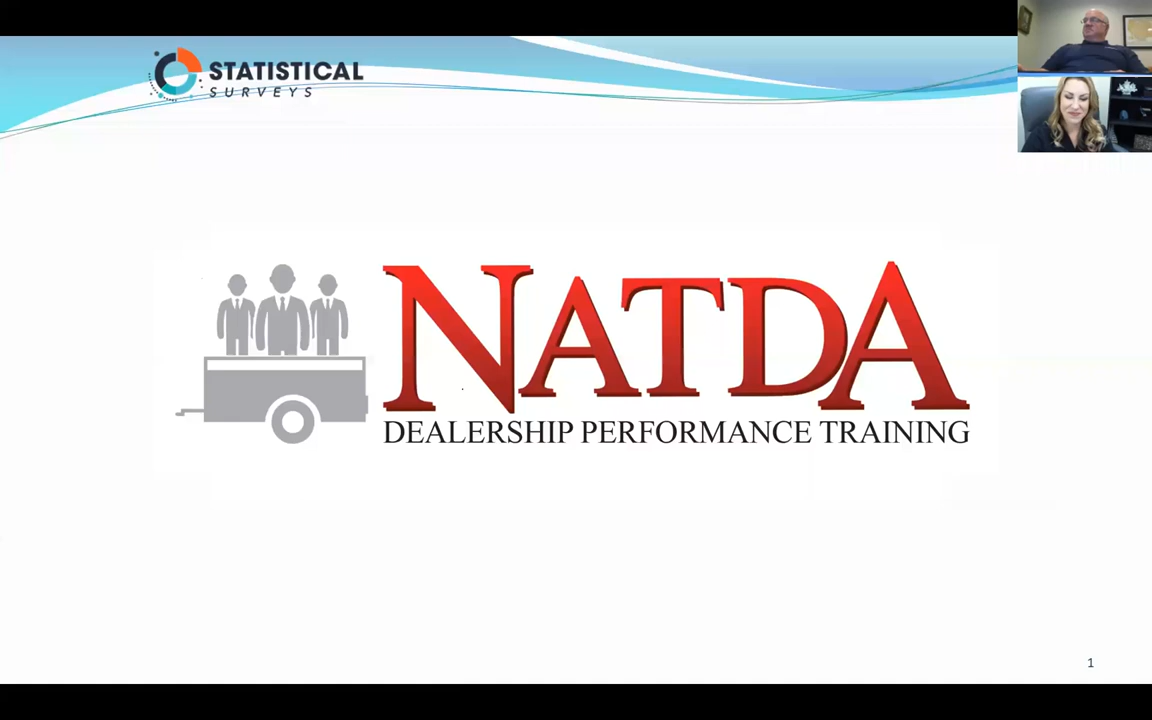 STATISTICAL
SURVEYS
NATDA
DEALERSHIP PERFORMANCE TRAINING
1